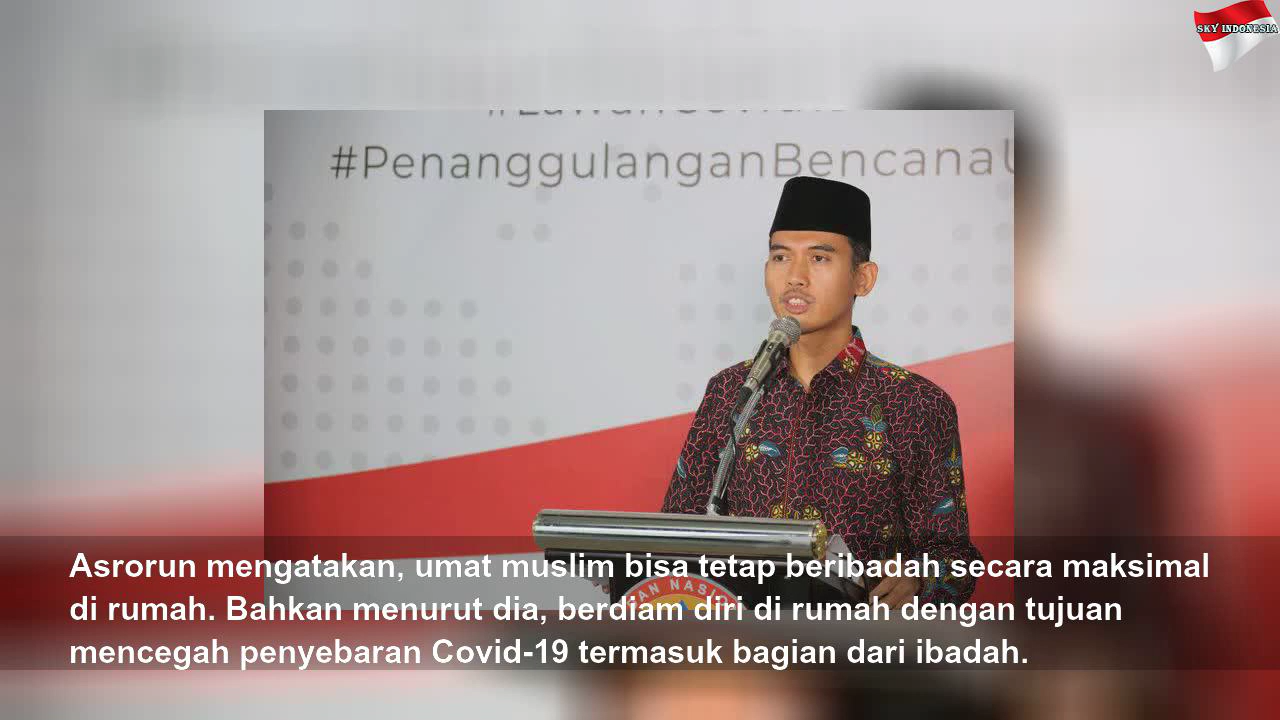 SKY INDONESIA
#PenanggulanganBencana
Asrorun mengatakan, umat muslim bisa tetap beribadah secara maksimal
di rumah. Bahkan menurut dia, berdiam diri di rumah dengan tujuan
mencegah penyebaran Covid-19 termasuk bagian dari ibadah.